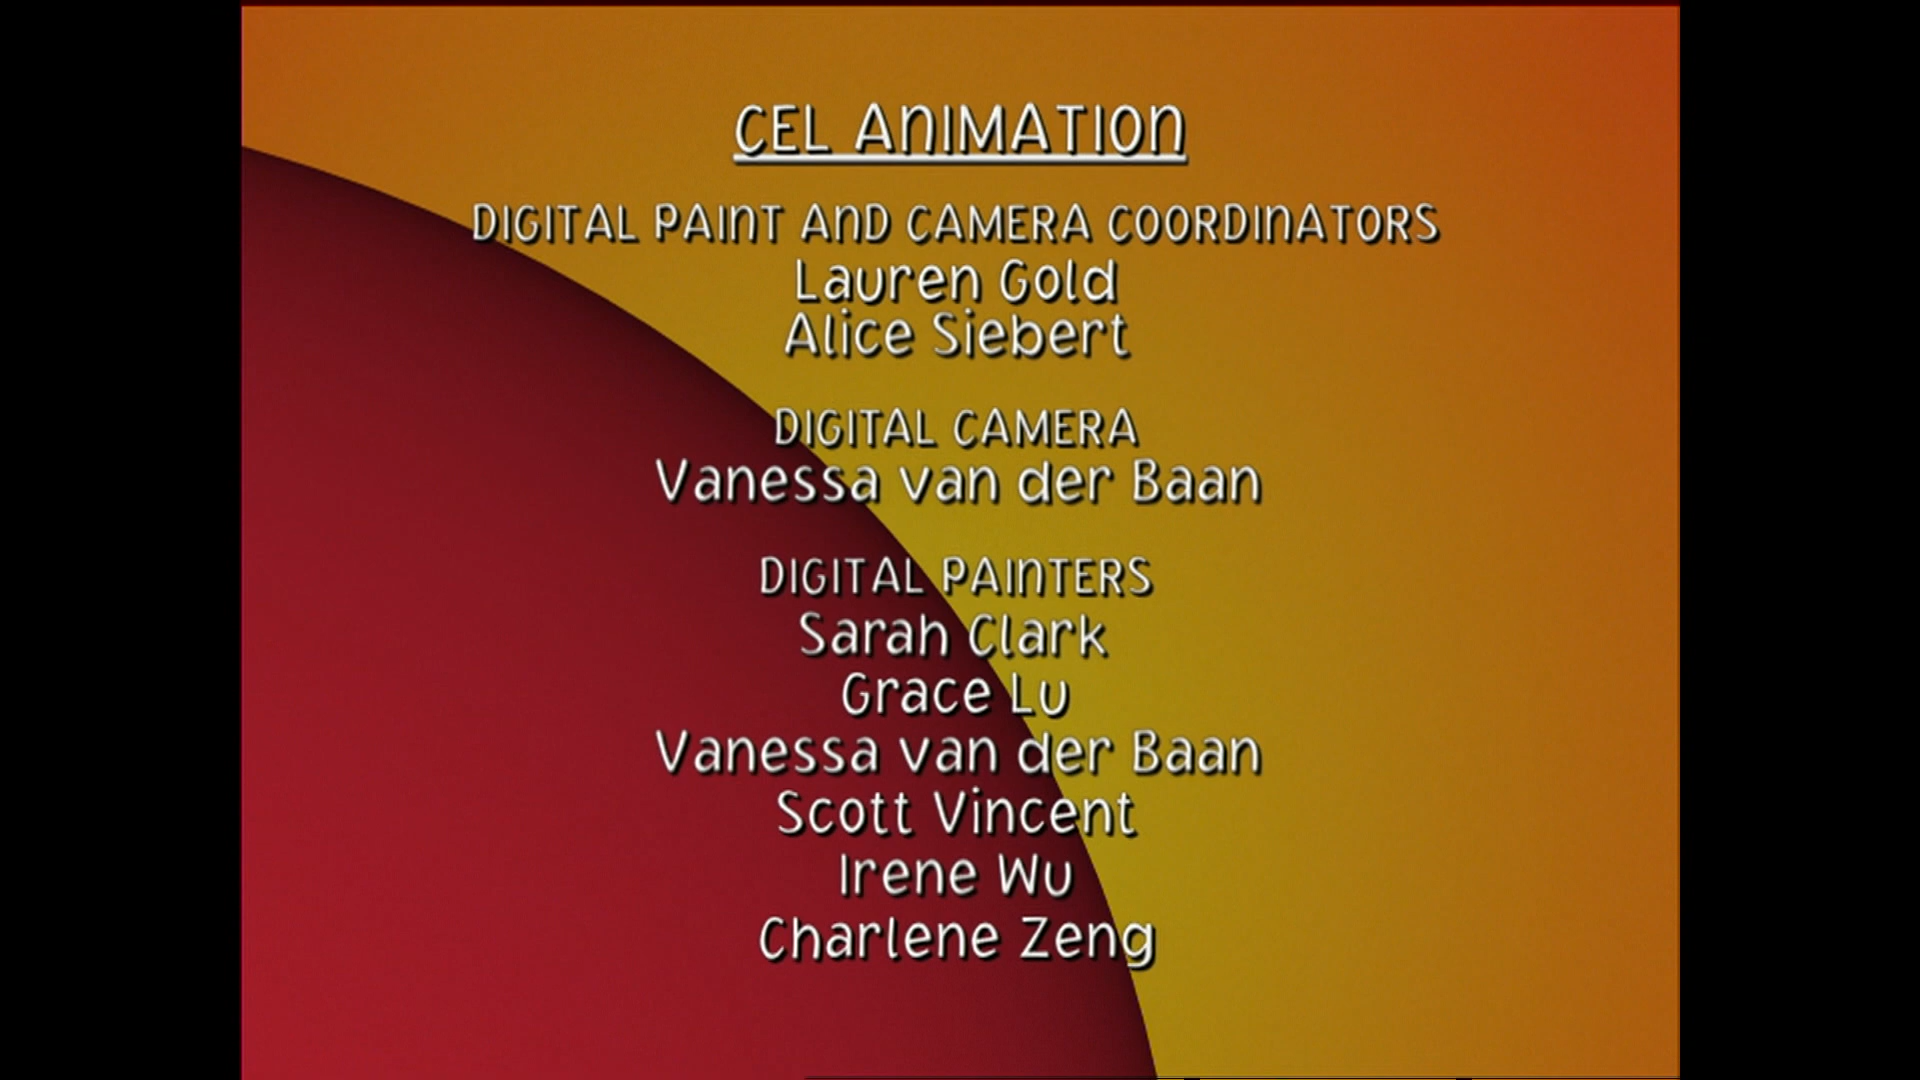 CEL ANIMATION
DIGITAL PAINT AND CAMERA COORDINATORS
Lauren Gold
Alice Siebert
DIGITAL CAMERA
Vanessa van der Baan
DIGITAL PAINTERS
Sarah Clark
Grace Lu
Vanessa van der Baan
Scott Vincent
Irene Wu
Charlene Zeng